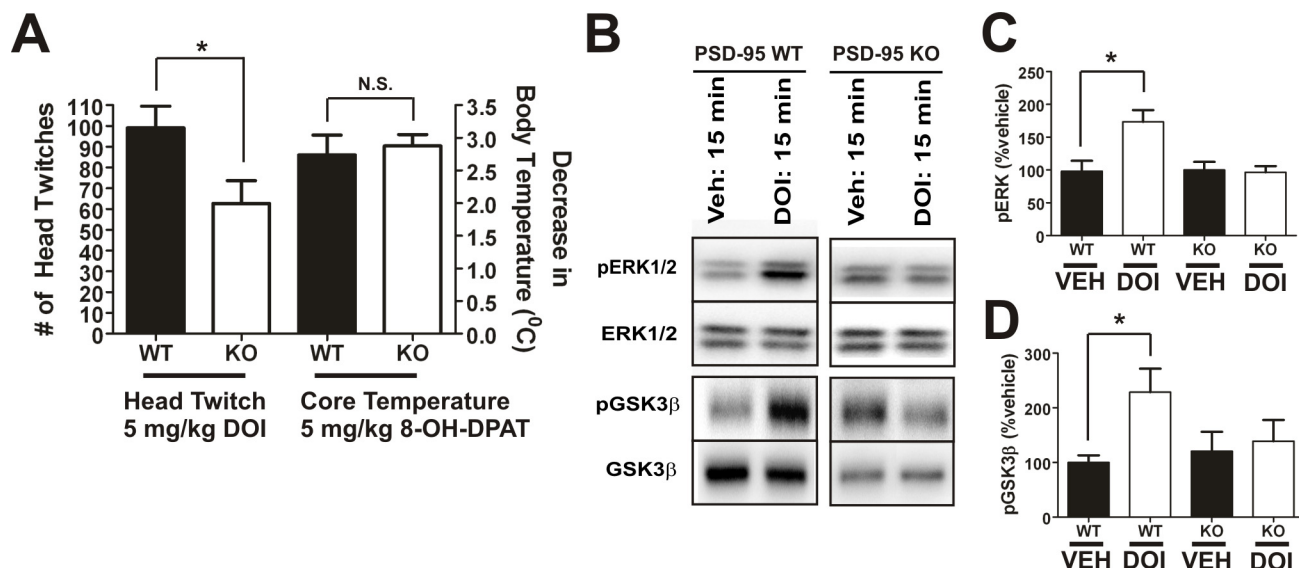 A
*
N.S.
# of Head Twitches
110
100
90
80
70
60
50
40
30
20
10
0
3.5
3.0
2.5
2.0
1.5
1.0
0.5
0.0
Decrease in
Body Temperature (⁰C)
WT
KO
WT
KO
Head Twitch
5 mg/kg DOI
Core Temperature
5 mg/kg 8-OH-DPAT
B
PSD-95 WT
PSD-95 KO
Veh: 15 min
DOI: 15 min
Veh: 15 min
DOI: 15 min
pERK1/2
ERK1/2
pGSK3β
GSK3β
C
*
pERK (%vehicle)
250
200
150
100
50
0
WT
WT
KO
KO
VEH
DOI
VEH
DOI
D
*
pGSK3β (%vehicle)
300
200
100
0
WT
WT
KO
KO
VEH
DOI
VEH
DOI